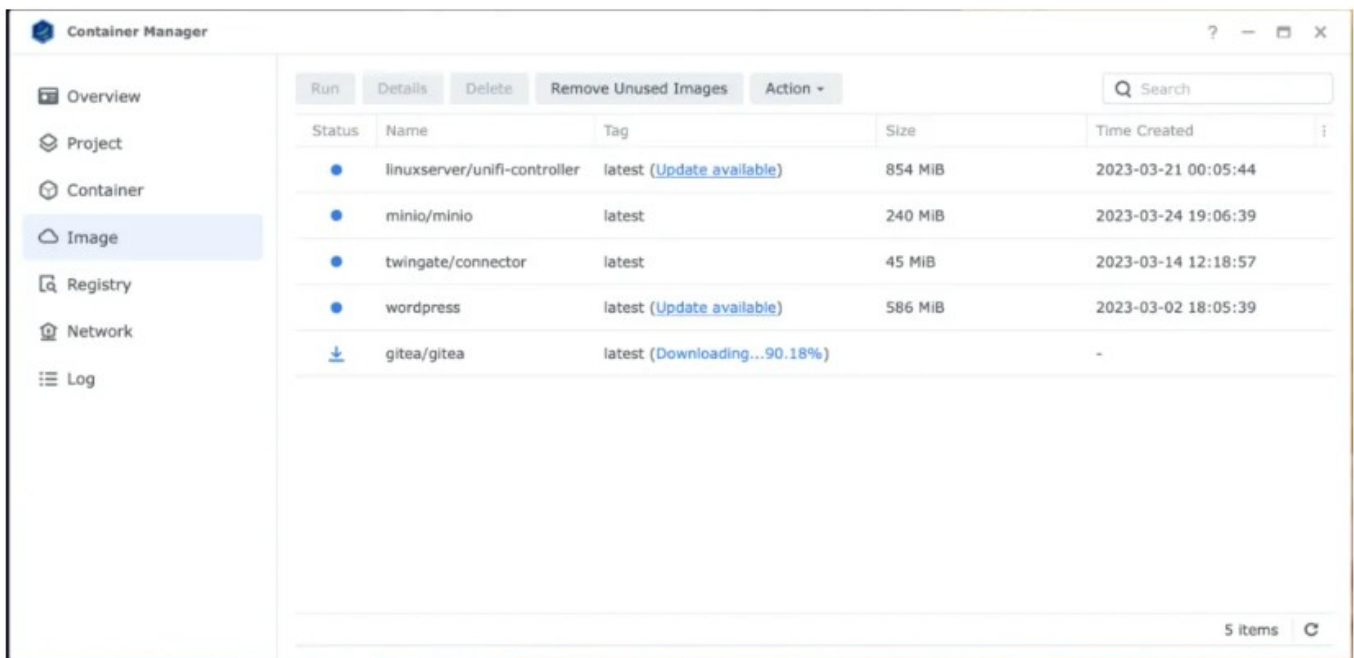 Container Manager
Overview
Project
Container
Image
Registry
Network
Log
Run Details Delete Remove Unused Images Action Search
Status Name Tag Size Time Created
linuxserver/unifi-controller latest (Update available) 854 MiB 2023-03-21 00:05:44
minio/minio latest 240 MiB 2023-03-24 19:06:39
twingate/connector latest 45 MiB 2023-03-14 12:18:57
wordpress latest (Update available) 586 MiB 2023-03-02 18:05:39
gitea/gitea latest (Downloading...90.18%) -
5 items